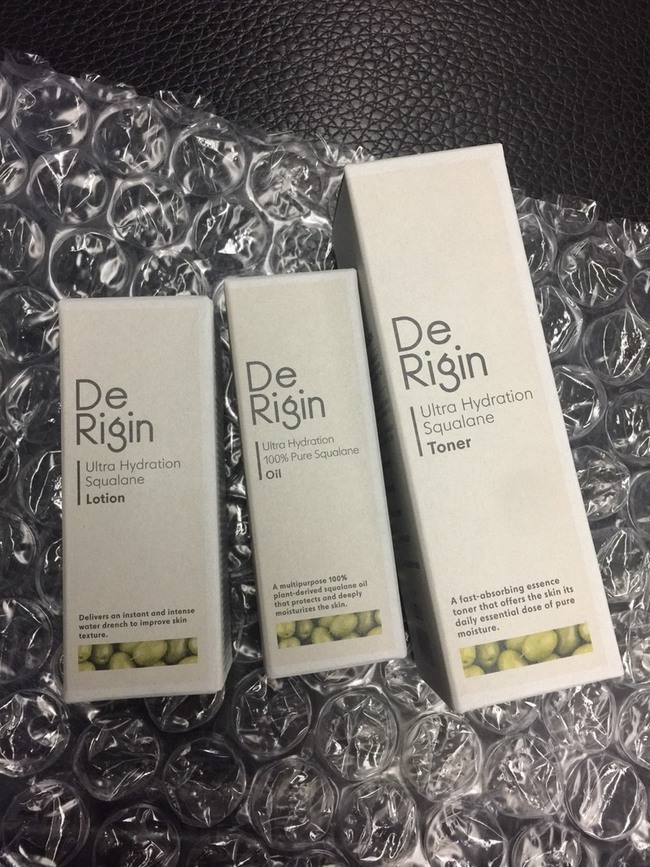 De
Rigin
Ultra Hydration
Squalane
Lotion
Delivers an instant and intense
water drench to improve skin
texture.
De
Rigin
Ultra Hydration
100% Pure Squalane
Oil
A multipurpose 100%
plant-derived squalane oil
that protects and deeply
moisturizes the skin.
De
Rigin
Ultra Hydration
Squalane
Toner
A fast-absorbing essence
toner that offers the skin its
daily essential dose of pure
moisture.